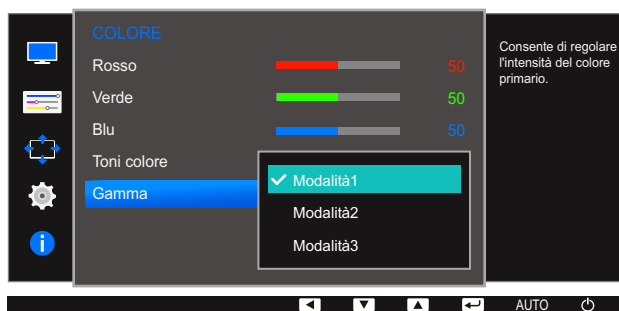 COLORE
Rosso 50
Verde 50
Blu 50
Toni colore
Gamma
Modalità1
Modalità2
Modalità3
Consente di regolare
l'intensità del colore
primario.
AUTO